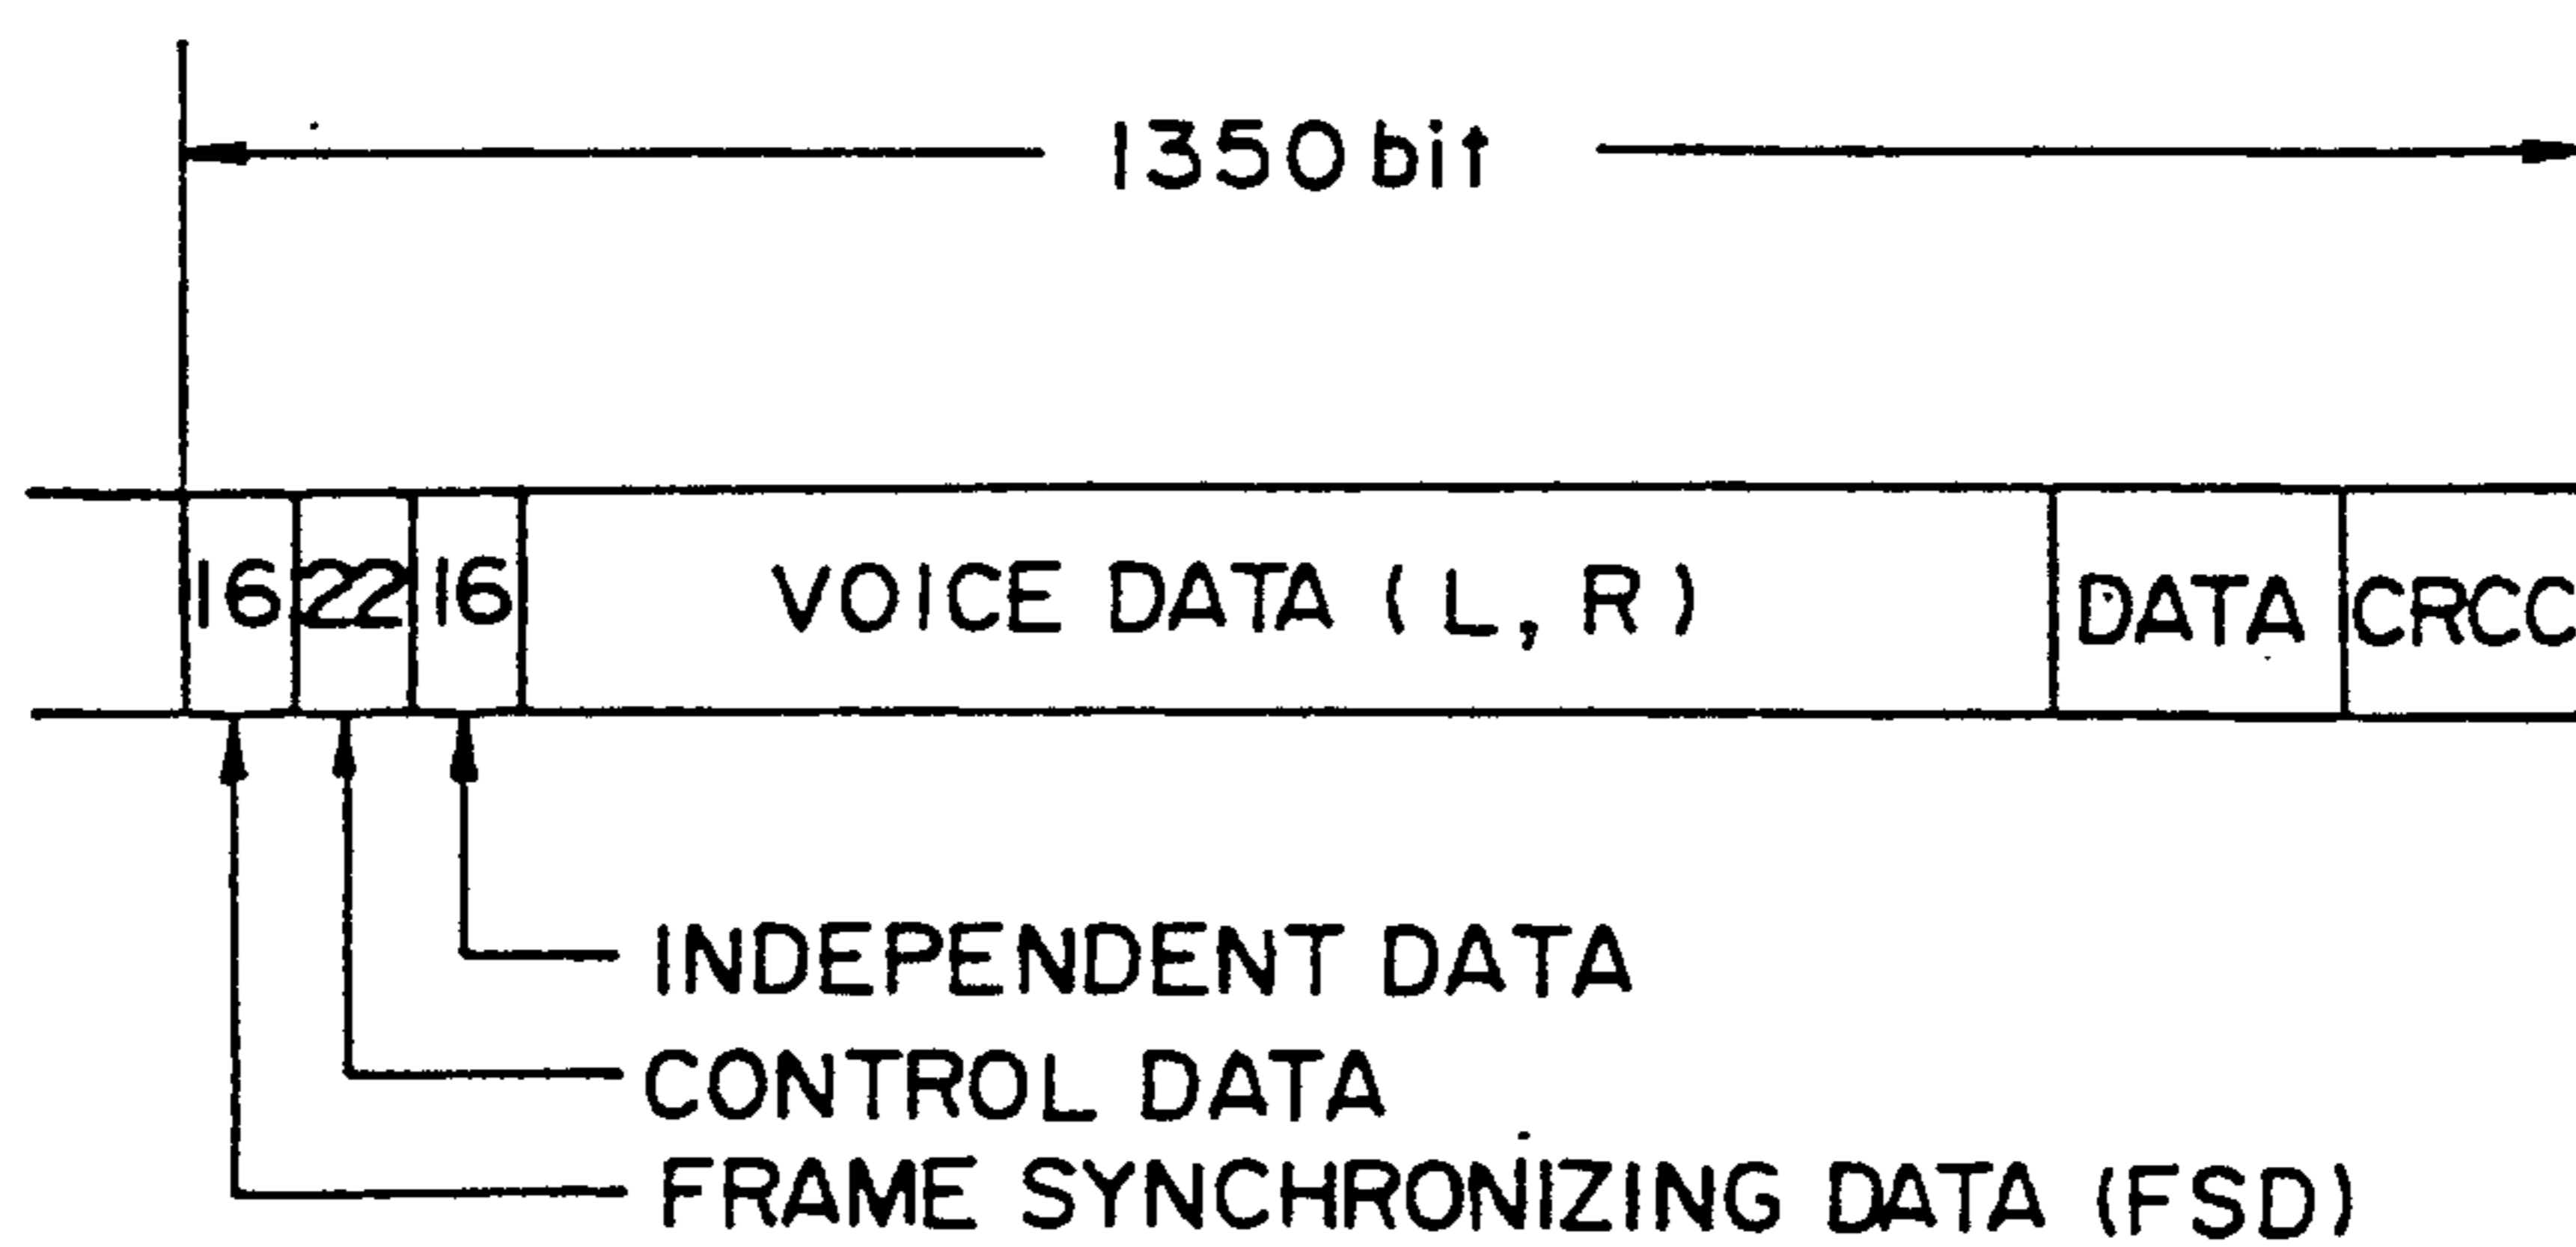 1350 bit
16 22 16 VOICE DATA (L, R) DATA CRCC
INDEPENDENT DATA
CONTROL DATA
FRAME SYNCHRONIZING DATA (FSD)